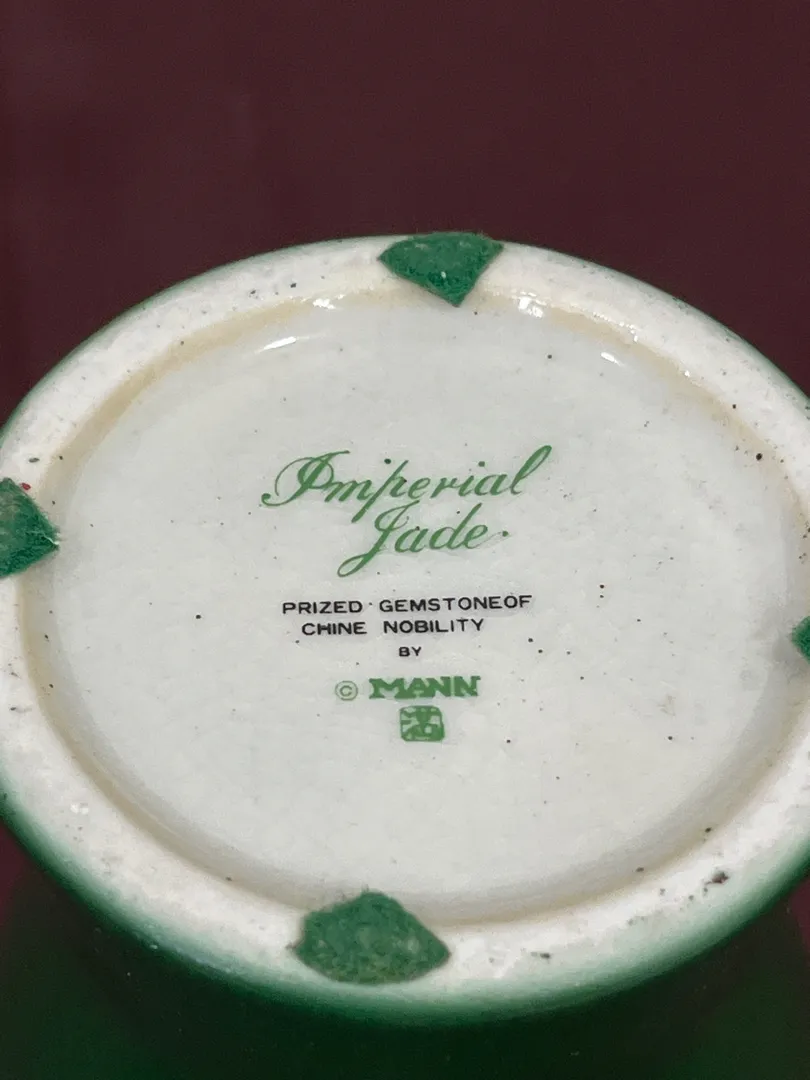 Imperial
Jade
PRIZED GEMSTONEOF
CHINE NOBILITY
BY
© MANN